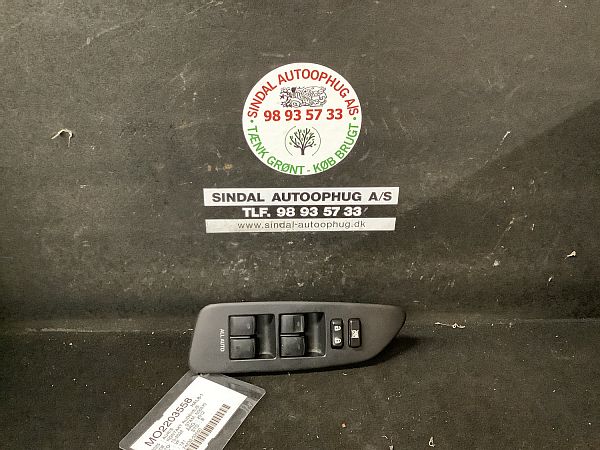 SINDAL AUTOOPHUG A/S
98 93 57 33
• TÆNK GRØNT - KØB BRUGT •
SINDAL AUTOOPHUG A/S
TLF. 98 93 57 33
www.sindal-autoophug.dk
ALL AUTO
MO2203558